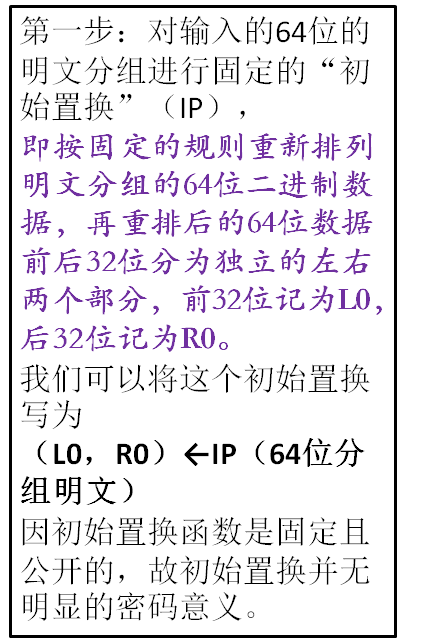 第一步：对输入的64位的
明文分组进行固定的“初
始置换”（IP），
即按固定的规则重新排列
明文分组的64位二进制数
据，再重排后的64位数据
前后32位分为独立的左右
两个部分，前32位记为L0，
后32位记为R0。
我们可以将这个初始置换
写为
（L0，R0）←IP（64位分
组明文）
因初始置换函数是固定且
公开的，故初始置换并无
明显的密码意义。